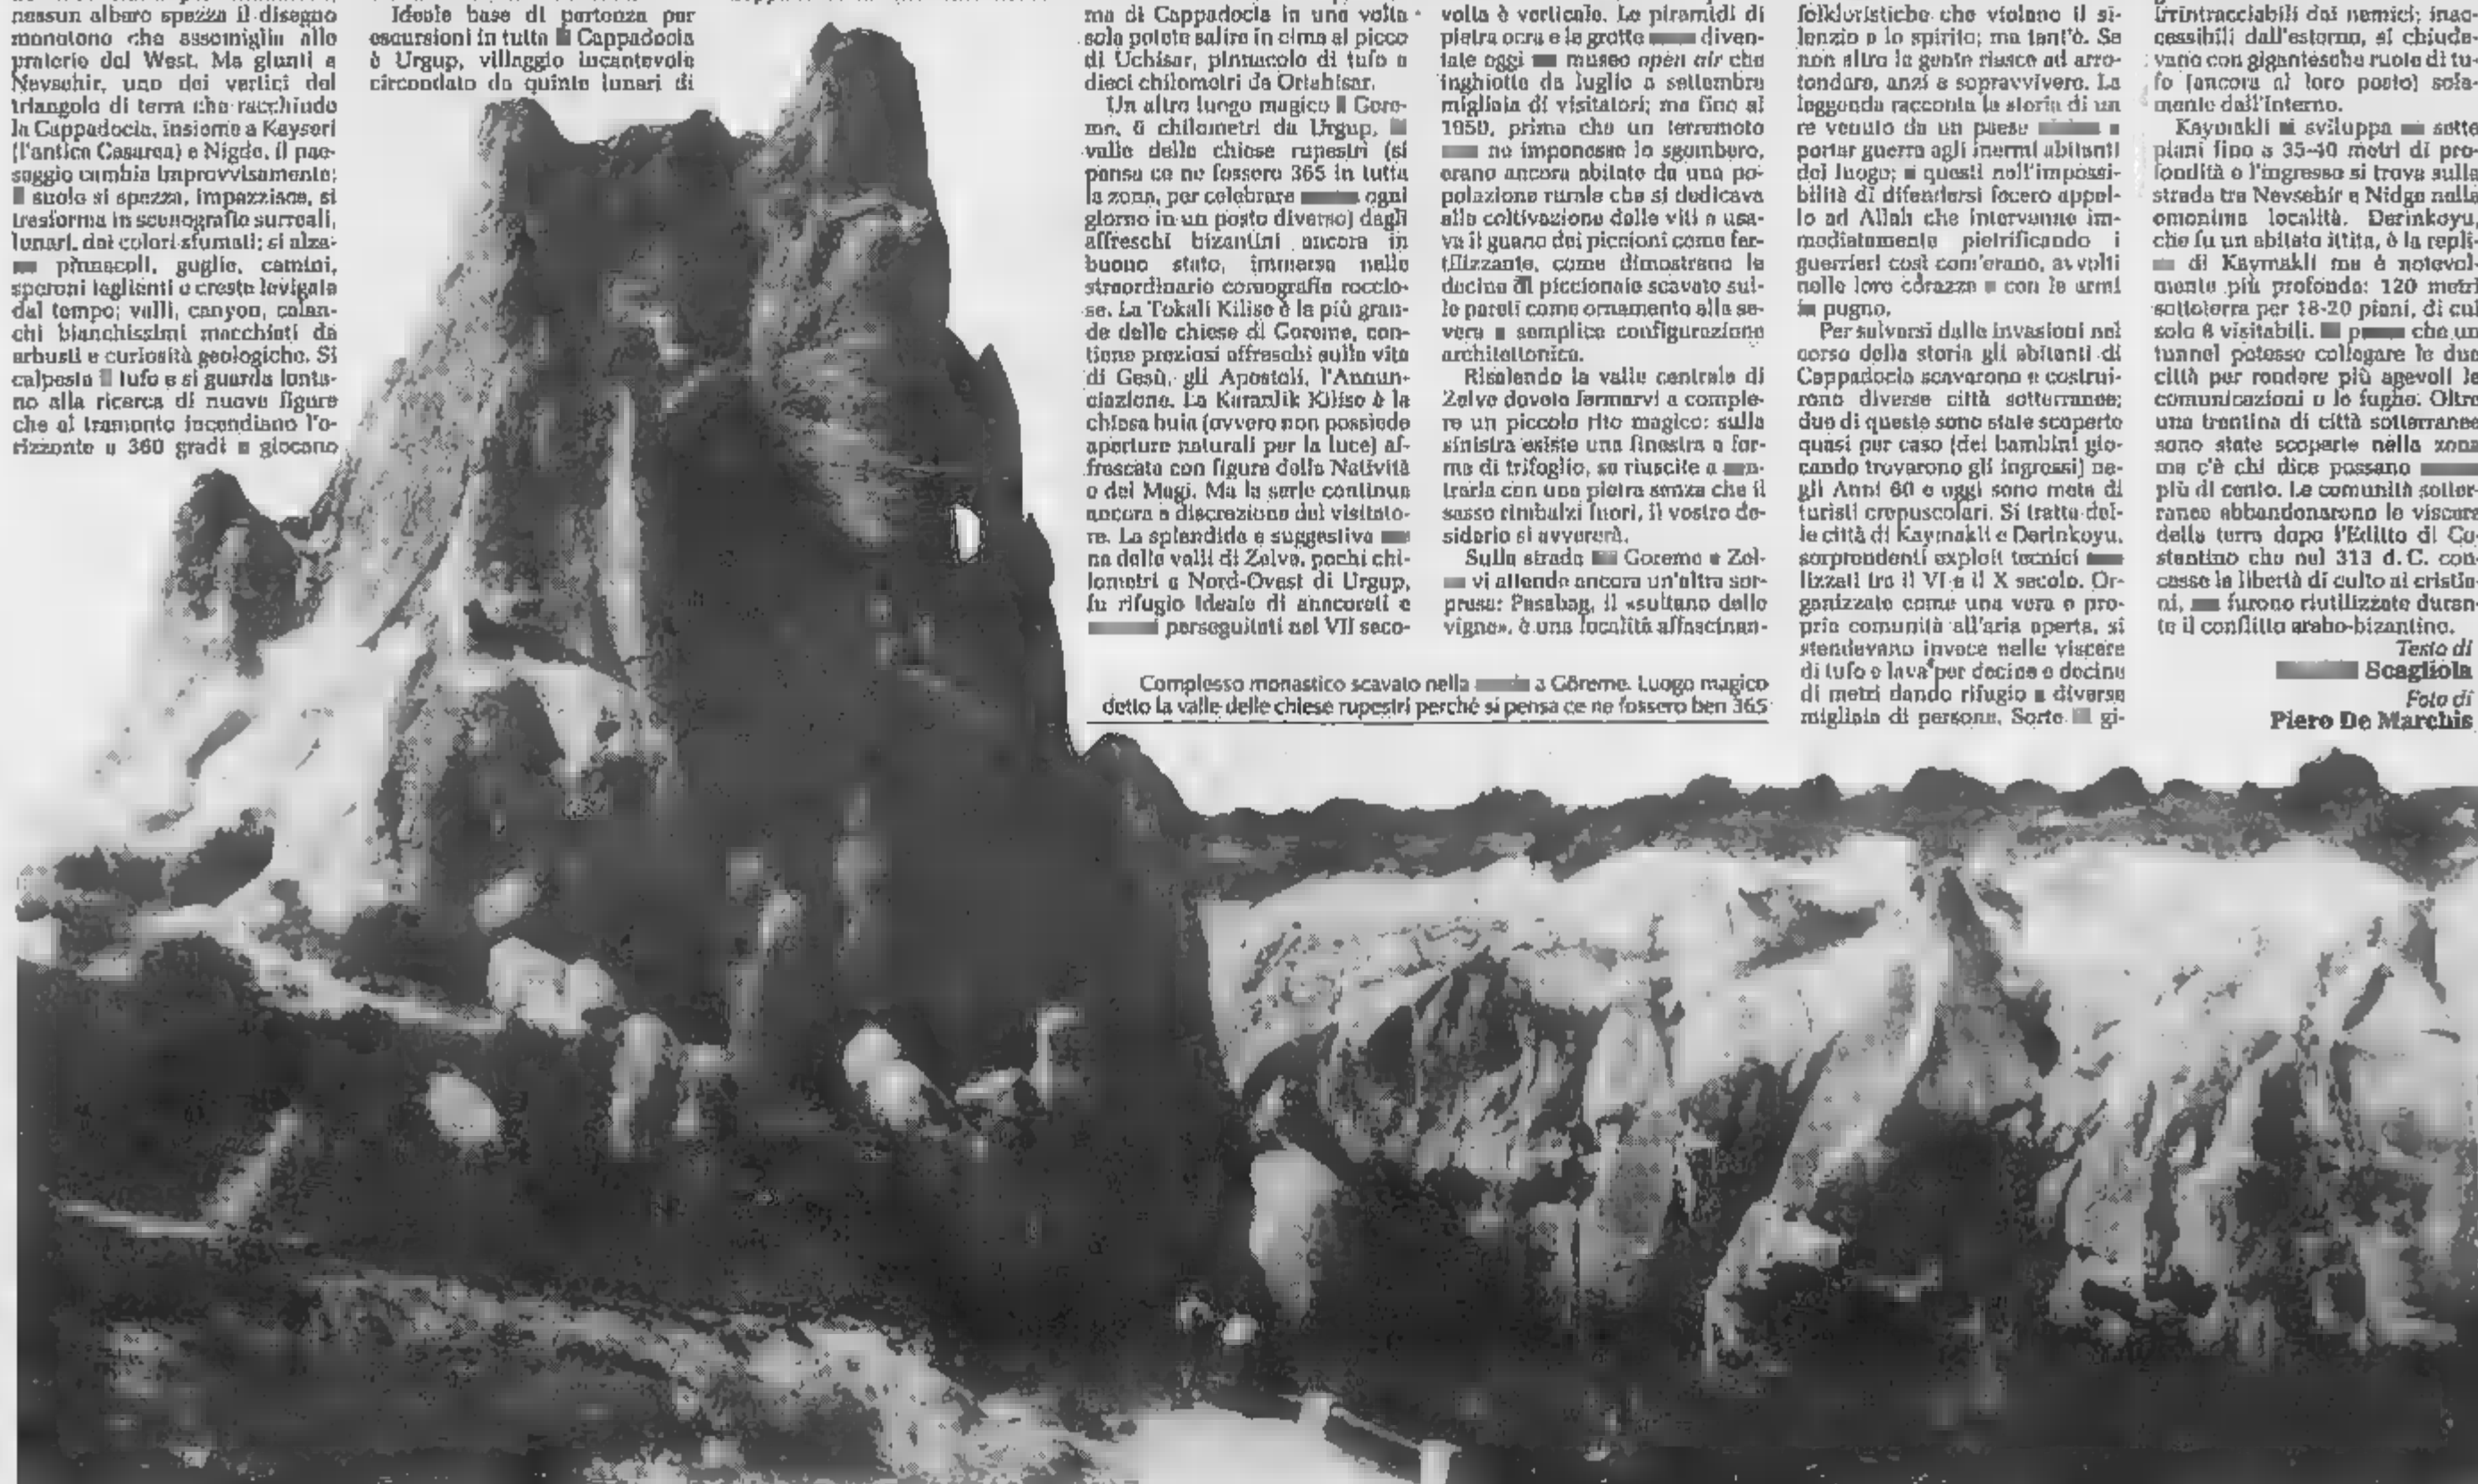 nessun albero spezza il disegno
monotono che assomiglia alle
praterie del West. Ma giunti a
Nevsehir, uno dei vertici del
triangolo di terra che racchiude
la Cappadocia, insieme a Kayseri
(l'antica Cesarea) e Nigde, il pae-
saggio cambia improvvisamente;
suolo si spezza, impazzisce, si
trasforma in scenografie surreali,
lunari, dai colori sfumati; si alza-
pinnacoli, guglie, camini,
speroni taglienti e creste levigate
dal tempo; valli, canyon, calan-
chi bianchissimi macchiati da
arbusti e curiosità geologiche. Si
calpesta tufo e si guarda lonta-
no alla ricerca di nuove figure
che al tramonto incendiano l'o-
rizzonte a 360 gradi giocano
Ideale base di partenza per
escursioni in tutta Cappadocia
è Urgup, villaggio incantevole
circondato da quinte lunari di
ma di Cappadocia in una volta
sola potete salire in cima al picco
di Uchisar, pinnacolo di tufo a
dieci chilometri da Ortahisar.
Un altro luogo magico Gore-
me, 6 chilometri da Urgup,
valle delle chiese rupestri (si
pensa ce ne fossero 365 in tutta
la zona, per celebrare ogni
giorno in un posto diverso) dagli
affreschi bizantini ancora in
buono stato, immersa nelle
straordinarie cornografie roccio-
se. La Tokali Kilise è la più gran-
de delle chiese di Goreme, con-
tiene preziosi affreschi sulla vita
di Gesù, gli Apostoli, l'Annun-
ciazione. La Karanlik Kilise è la
chiesa buia (ovvero non possiede
aperture naturali per la luce) af-
frescata con figure della Natività
o dei Magi. Ma la serie continua
ancora a discrezione del visitato-
re. La splendida e suggestiva
na delle valli di Zelve, pochi chi-
lometri a Nord-Ovest di Urgup,
fu rifugio ideale di anacoreti e
perseguitati nel VII seco-
volta è verticale. Le piramidi di
pietra ocra e le grotte diven-
tate oggi museo open air che
inghiotte da luglio a settembre
migliaia di visitatori; ma fino al
1950, prima che un terremoto
ne imponesse lo sgombero,
erano ancora abitate da una po-
polazione rurale che si dedicava
alla coltivazione delle viti e usa-
va il guano dei piccioni come fer-
tilizzante, come dimostrano le
decine di piccionaie scavate sul-
le pareti come ornamento alla se-
vera semplice configurazione
architettonica.
Risalendo la valle centrale di
Zelve dovete fermarvi a compie-
re un piccolo rito magico: sulla
sinistra esiste una finestra a for-
ma di trifoglio, se riuscite a
trarla con una pietra senza che il
sasso rimbalzi fuori, il vostro de-
siderio si avvererà.
Sulla strada Goreme e Zel-
vi attende ancora un'altra sor-
presa: Pasabag, il «sultano delle
vigne», è una località affascinan-
Complesso monastico scavato nella a Göreme. Luogo magico
detto la valle delle chiese rupestri perché si pensa ce ne fossero ben 365
folkloristiche che violano il si-
lenzio e lo spirito; ma tant'è. Se
non altro la gente riesce ad arro-
tondare, anzi a sopravvivere. La
leggenda racconta la storia di un
re venuto da un paese
portar guerra agli inermi abitanti
del luogo; questi nell'impossi-
bilità di difendersi fecero appel-
lo ad Allah che intervenne im-
mediatamente pietrificando i
guerrieri così com'erano, avvolti
nelle loro corazze con le armi
pugno.
Per salvarsi dalle invasioni nel
corso della storia gli abitanti di
Cappadocia scavarono e costrui-
rono diverse città sotterranee;
due di queste sono state scoperte
quasi per caso (dei bambini gio-
cando trovarono gli ingressi) ne-
gli Anni 60 e oggi sono meta di
turisti crepuscolari. Si tratta del-
le città di Kaymakli e Derinkoyu,
sorprendenti exploit tecnici
lizzati tra il VI e il X secolo. Or-
ganizzate come una vera e pro-
pria comunità all'aria aperta, si
stendevano invece nelle viscere
di tufo e lava per decine e decine
di metri dando rifugio a diverse
migliaia di persone. Sorte gi-
irrintracciabili dai nemici; inac-
cessibili dall'esterno, si chiude-
vano con gigantesche ruote di tu-
fo (ancora al loro posto) sola-
mente dall'interno.
Kaymakli si sviluppa sette
piani fino a 35-40 metri di pro-
fondità e l'ingresso si trova sulla
strada tra Nevsehir e Nidge nella
omonima località. Derinkoyu,
che fu un abitato ittita, è la repli-
di Kaymakli ma è notevol-
mente più profonda: 120 metri
sottoterra per 18-20 piani, di cui
solo 8 visitabili. che un
tunnel potesse collegare le due
città per rendere più agevoli le
comunicazioni o le fughe. Oltre
una trentina di città sotterranee
sono state scoperte nella zona
ma c'è chi dice possano
più di cento. Le comunità sotter-
ranee abbandonarono le viscere
della terra dopo l'Editto di Co-
stantino che nel 313 d.C. con-
cesse la libertà di culto ai cristia-
ni, furono riutilizzate duran-
te il conflitto arabo-bizantino.
Testo di
Scagliola
Foto di
Piero De Marchis